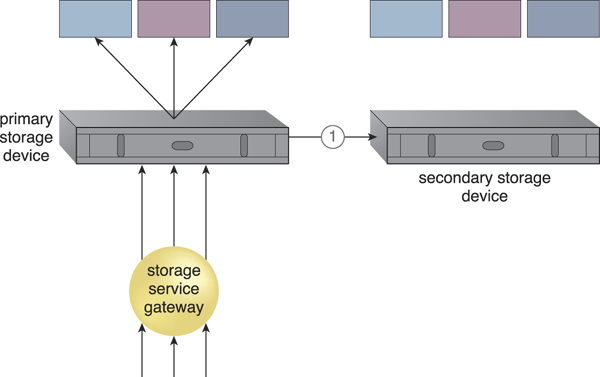 primary
storage
device
1
secondary storage
device
storage
service
gateway